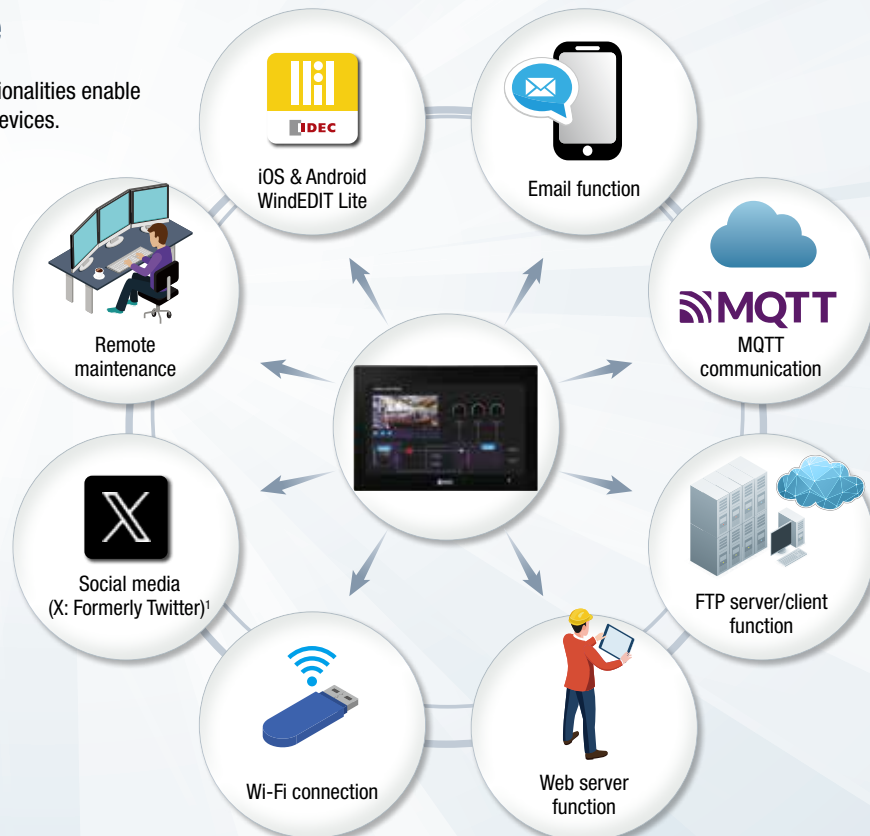 ionalities enable
evices.
IDEC
iOS & Android
WindEDIT Lite
Email function
Remote
maintenance
MQTT
MQTT
communication
Social media
(X: Formerly Twitter)¹
FTP server/client
function
Wi-Fi connection
Web server
function